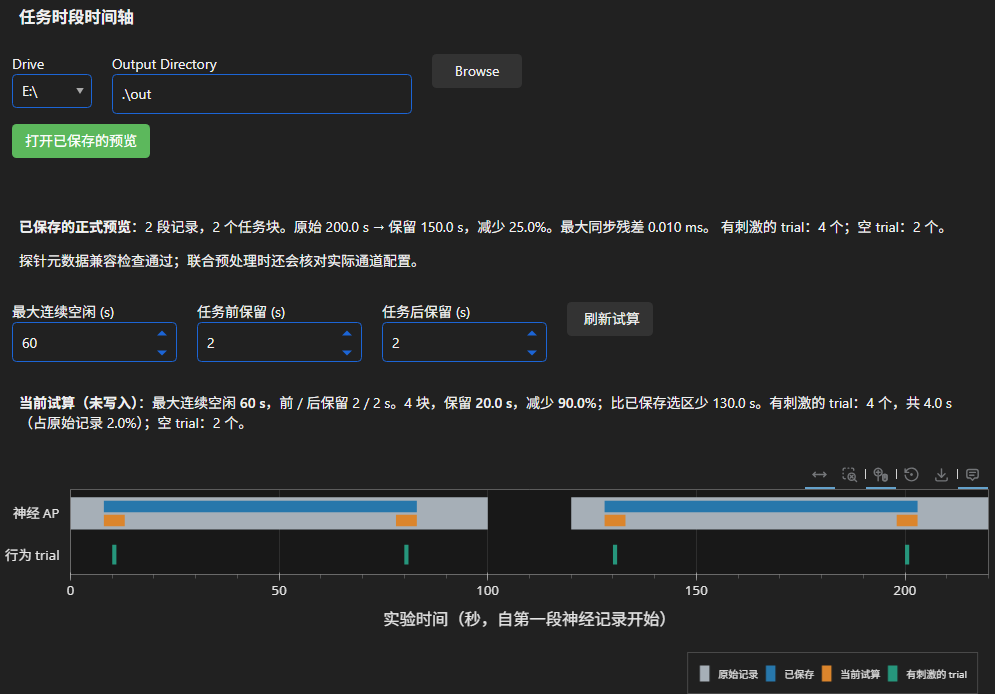 任务时段时间轴
Drive
Output Directory
E:\
.\out
Browse
打开已保存的预览
已保存的正式预览：2 段记录，2 个任务块。原始 200.0 s → 保留 150.0 s，减少 25.0%。最大同步残差 0.010 ms。 有刺激的 trial：4 个；空 trial：2 个。
探针元数据兼容检查通过；联合预处理时还会核对实际通道配置。
最大连续空闲 (s)
任务前保留 (s)
任务后保留 (s)
60
2
2
刷新试算
当前试算（未写入）：最大连续空闲 60 s，前 / 后保留 2 / 2 s。4 块，保留 20.0 s，减少 90.0%；比已保存选区少 130.0 s。有刺激的 trial：4 个，共 4.0 s
（占原始记录 2.0%）；空 trial：2 个。
神经 AP
行为 trial
0
50
100
150
200
实验时间（秒，自第一段神经记录开始）
原始记录
已保存
当前试算
有刺激的 trial